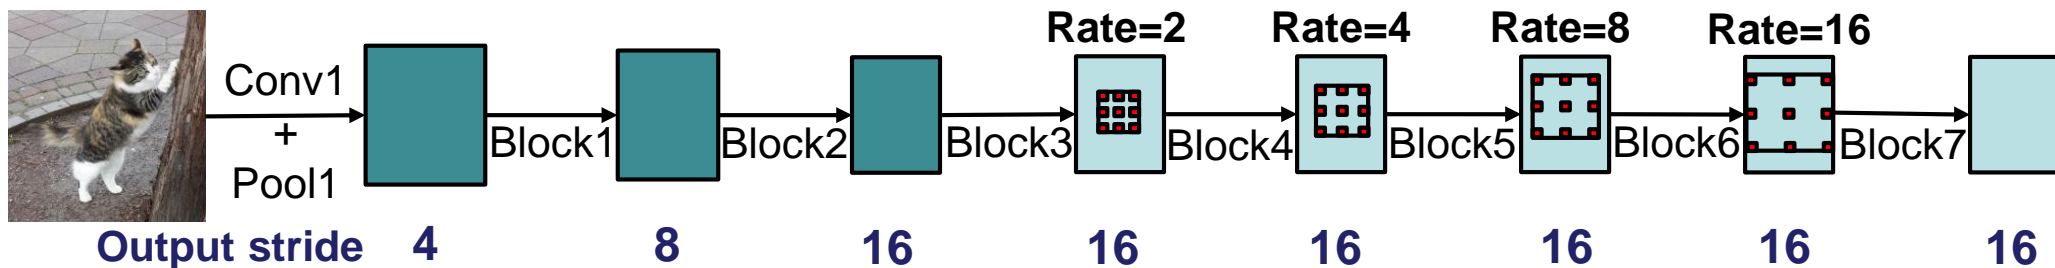 Rate=2 Rate=4 Rate=8 Rate=16
Conv1
+
Pool1
Block1 Block2 Block3 Block4 Block5 Block6 Block7
Output stride 4 8 16 16 16 16 16 16